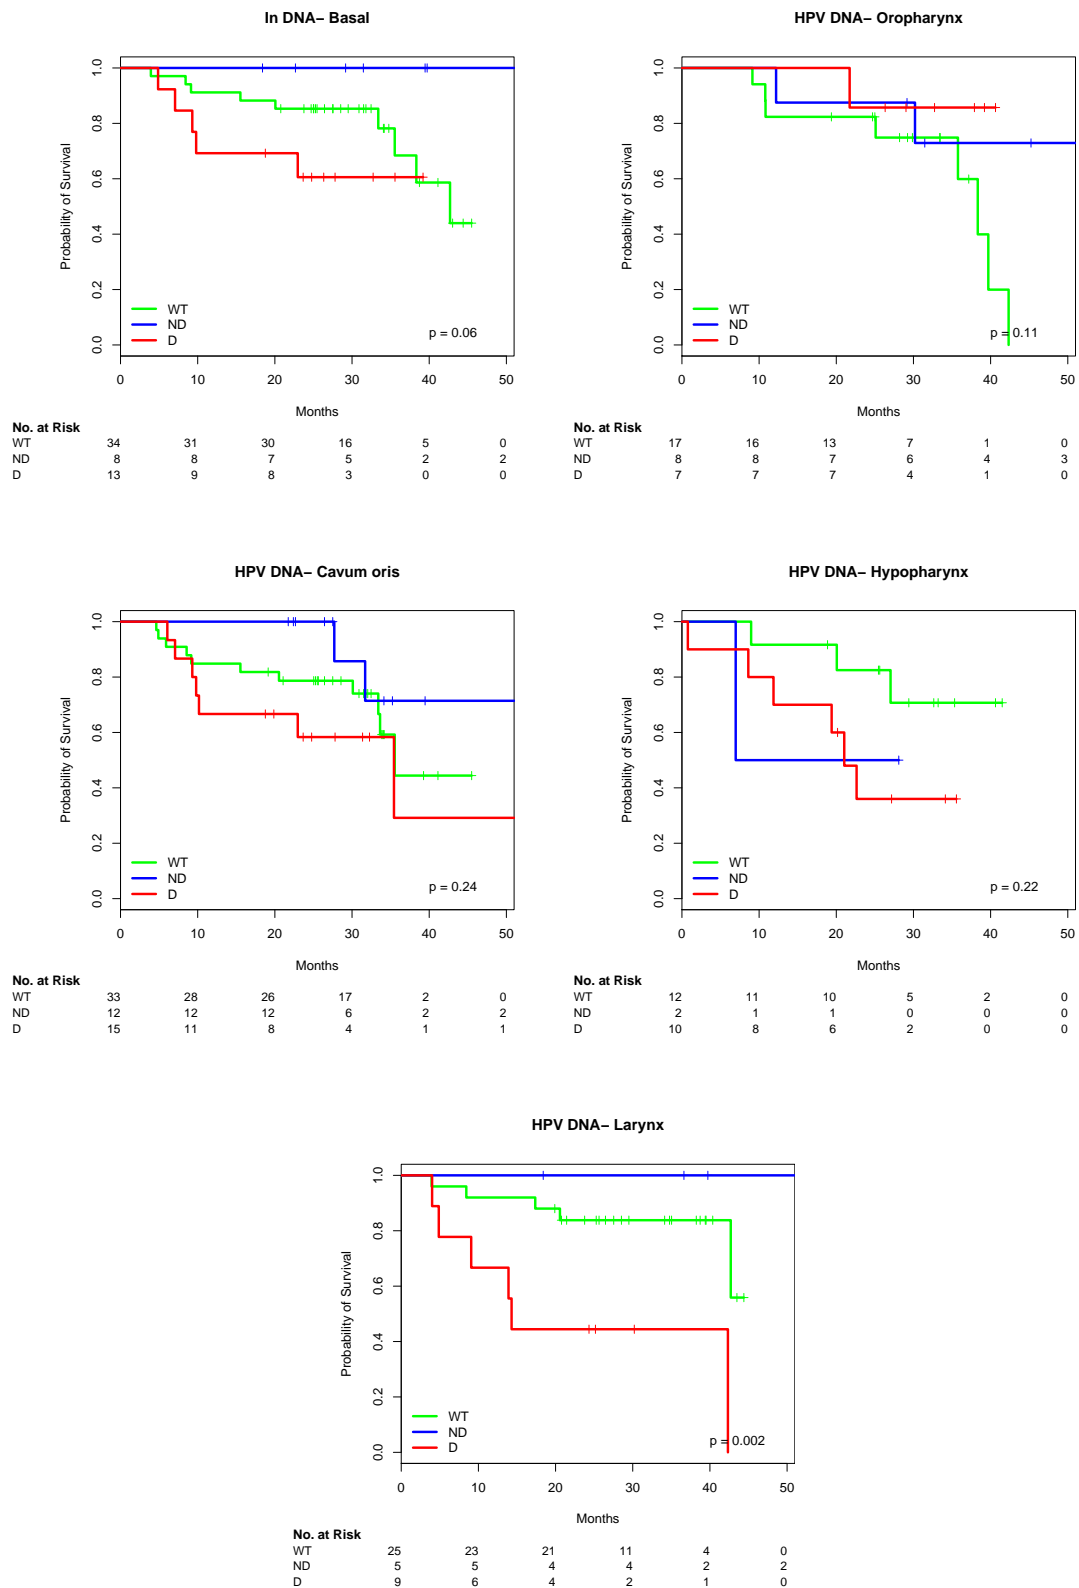 In DNA− Basal
Probability of Survival
1.0
0.8
0.6
0.4
0.2
0.0
WT
ND
D
p = 0.06
0 10 20 30 40 50
Months
No. at Risk
WT 34 31 30 16 5 0
ND 8 8 7 5 2 2
D 13 9 8 3 0 0
HPV DNA− Oropharynx
Probability of Survival
1.0
0.8
0.6
0.4
0.2
0.0
WT
ND
D
p = 0.11
0 10 20 30 40 50
Months
No. at Risk
WT 17 16 13 7 1 0
ND 8 8 7 6 4 3
D 7 7 7 4 1 0
HPV DNA− Cavum oris
Probability of Survival
1.0
0.8
0.6
0.4
0.2
0.0
WT
ND
D
p = 0.24
0 10 20 30 40 50
Months
No. at Risk
WT 33 28 26 17 2 0
ND 12 12 12 6 2 2
D 15 11 8 4 1 1
HPV DNA− Hypopharynx
Probability of Survival
1.0
0.8
0.6
0.4
0.2
0.0
WT
ND
D
p = 0.22
0 10 20 30 40 50
Months
No. at Risk
WT 12 11 10 5 2 0
ND 2 1 1 0 0 0
D 10 8 6 2 0 0
HPV DNA− Larynx
Probability of Survival
1.0
0.8
0.6
0.4
0.2
0.0
WT
ND
D
p = 0.002
0 10 20 30 40 50
Months
No. at Risk
WT 25 23 21 11 4 0
ND 5 5 4 4 2 2
D 9 6 4 2 1 0